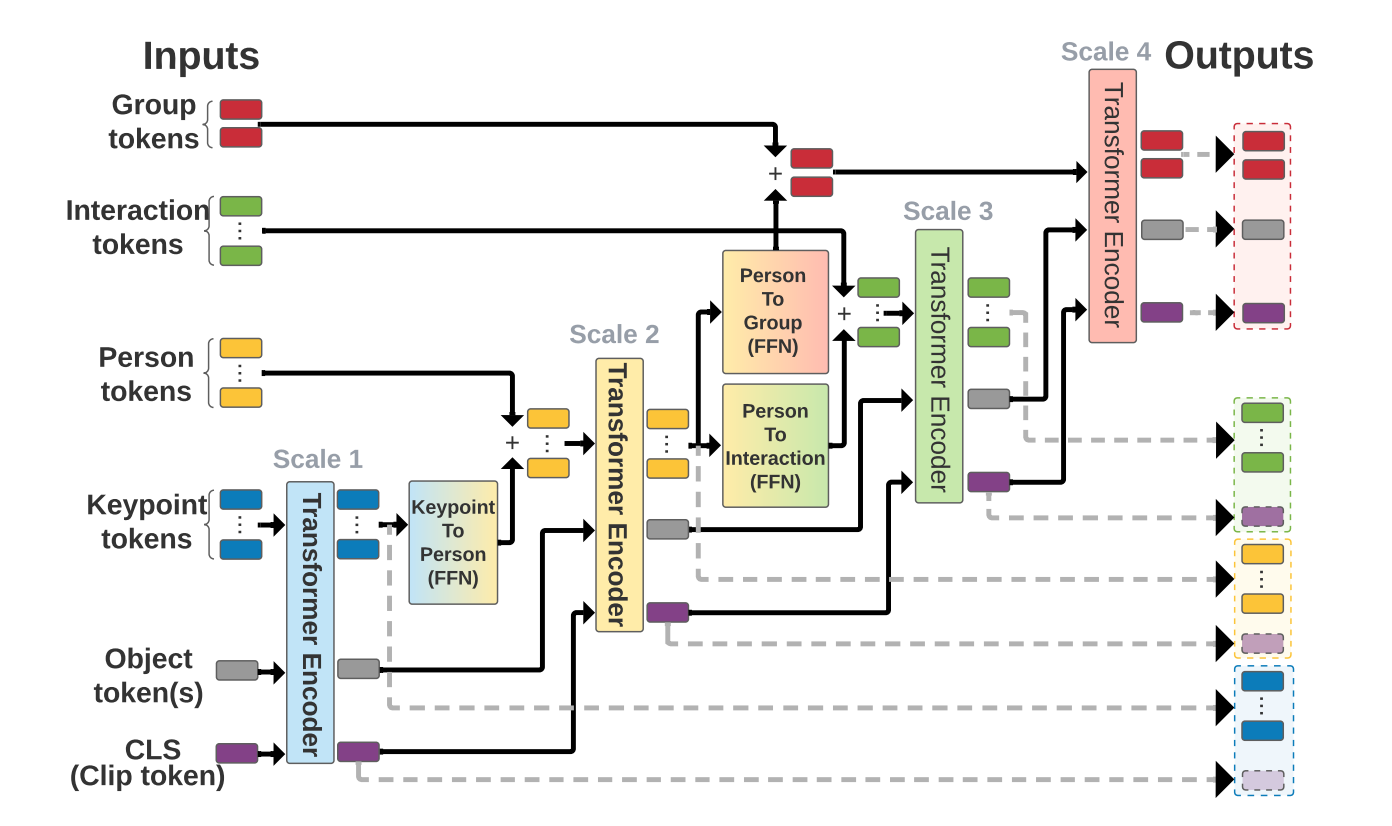 Inputs
Scale 4
Outputs
Group
tokens
Interaction
tokens
Person
tokens
Keypoint
tokens
Object
token(s)
CLS
(Clip token)
Scale 1
Transformer Encoder
Keypoint
To
Person
(FFN)
+
Scale 2
Transformer Encoder
Person
To
Group
(FFN)
+
Person
To
Interaction
(FFN)
+
Scale 3
Transformer Encoder
Transformer Encoder